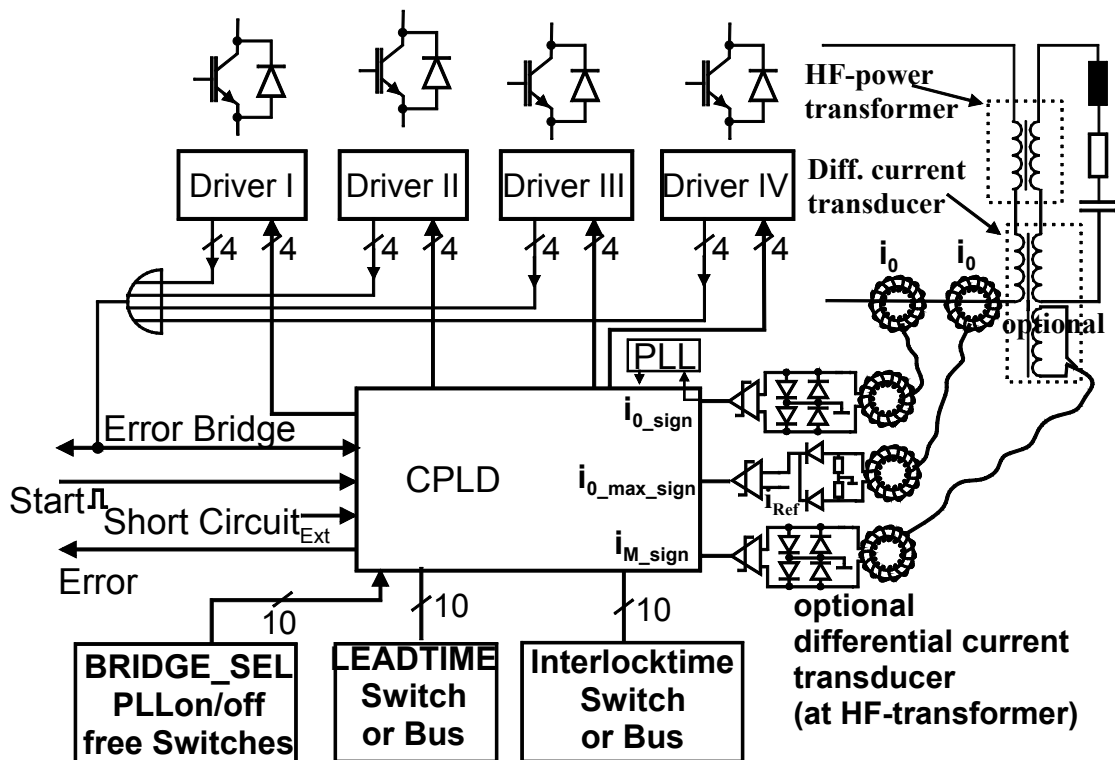 HF-power
transformer
Diff. current
transducer
Driver I
Driver II
Driver III
Driver IV
4
4
4
4
4
4
4
4
i0
i0
optional
PLL
i0_sign
Error Bridge
CPLD
i0_max_sign
iRef
Start
Short CircuitExt
iM_sign
Error
10
10
10
BRIDGE_SEL
PLLon/off
free Switches
LEADTIME
Switch
or Bus
Interlocktime
Switch
or Bus
optional
differential current
transducer
(at HF-transformer)